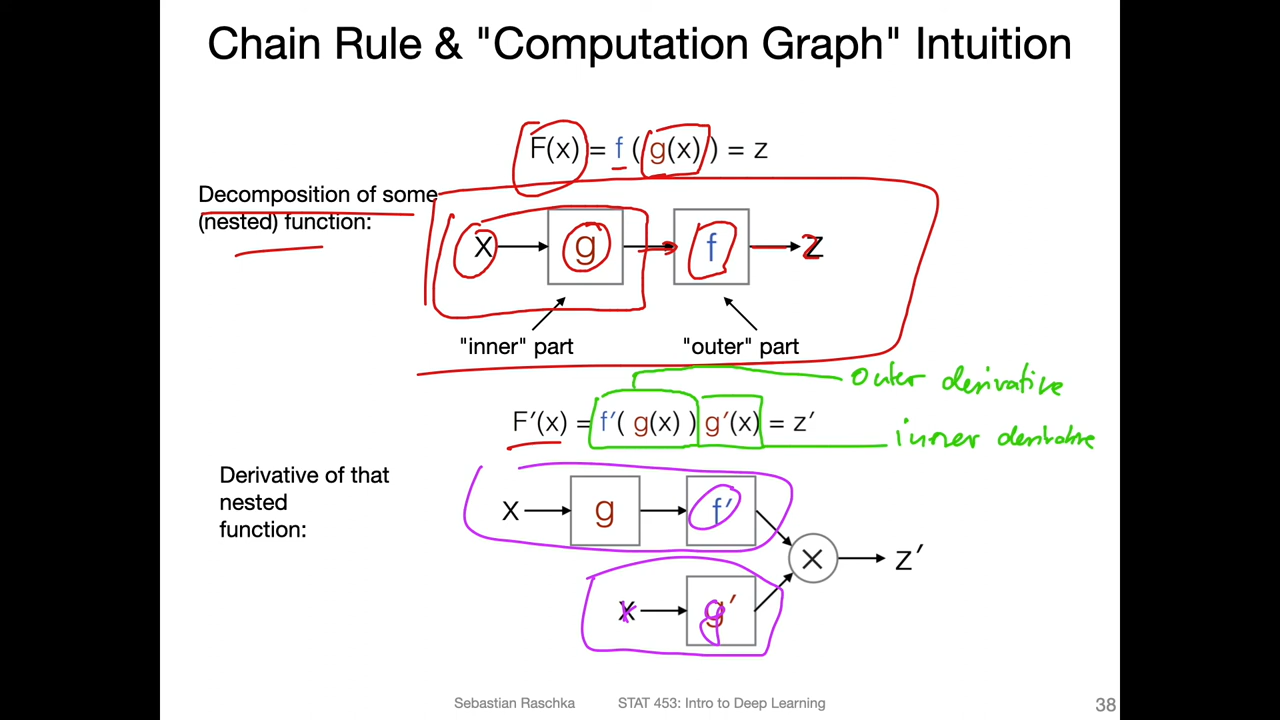 Chain Rule & "Computation Graph" Intuition
F(x) = f ( g(x) ) = z
Decomposition of some
(nested) function:
x g f z
"inner" part "outer" part
outer derivative
F′(x) = f′( g(x) ) g′(x) = z′
inner derivative
Derivative of that
nested
function:
x g f′
× z′
x g′
Sebastian Raschka STAT 453: Intro to Deep Learning 38